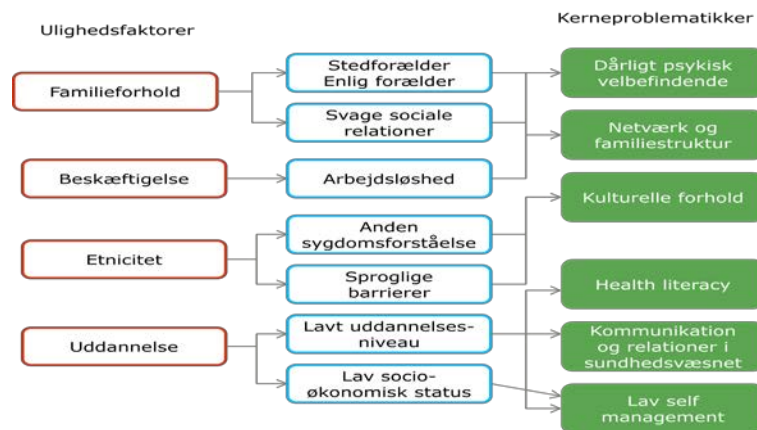 Ulighedsfaktorer
Kerneproblematikker
Familieforhold
Stedforælder
Enlig forælder
Svage sociale
relationer
Dårligt psykisk
velbefindende
Netværk og
familiestruktur
Beskæftigelse
Arbejdsløshed
Kulturelle forhold
Etnicitet
Anden
sygdomsforståelse
Sproglige
barrierer
Health literacy
Uddannelse
Lavt uddannelses-
niveau
Lav socio-
økonomisk status
Kommunikation
og relationer i
sundhedsvæsnet
Lav self
management